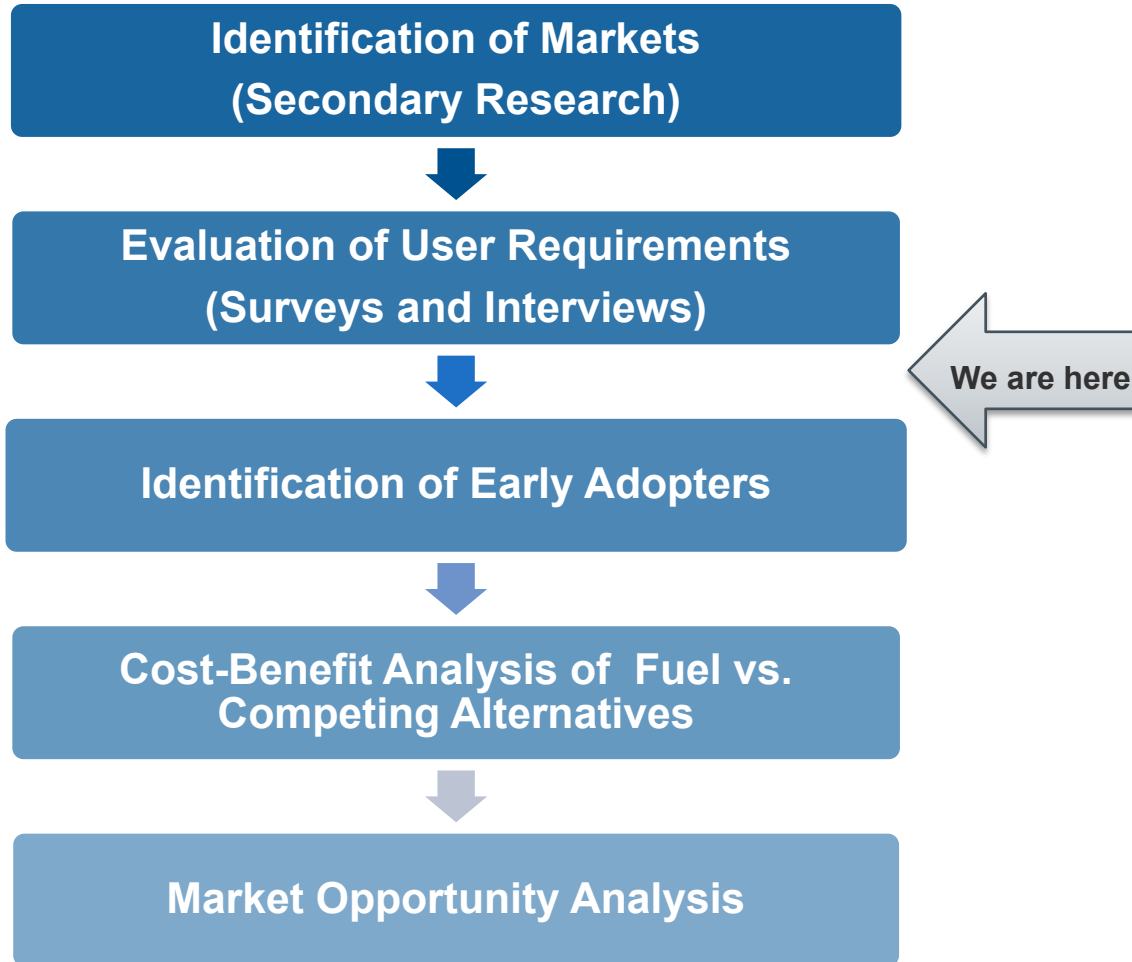 Identification of Markets
(Secondary Research)
Evaluation of User Requirements
(Surveys and Interviews)
We are here
Identification of Early Adopters
Cost-Benefit Analysis of  Fuel vs.
Competing Alternatives
Market Opportunity Analysis